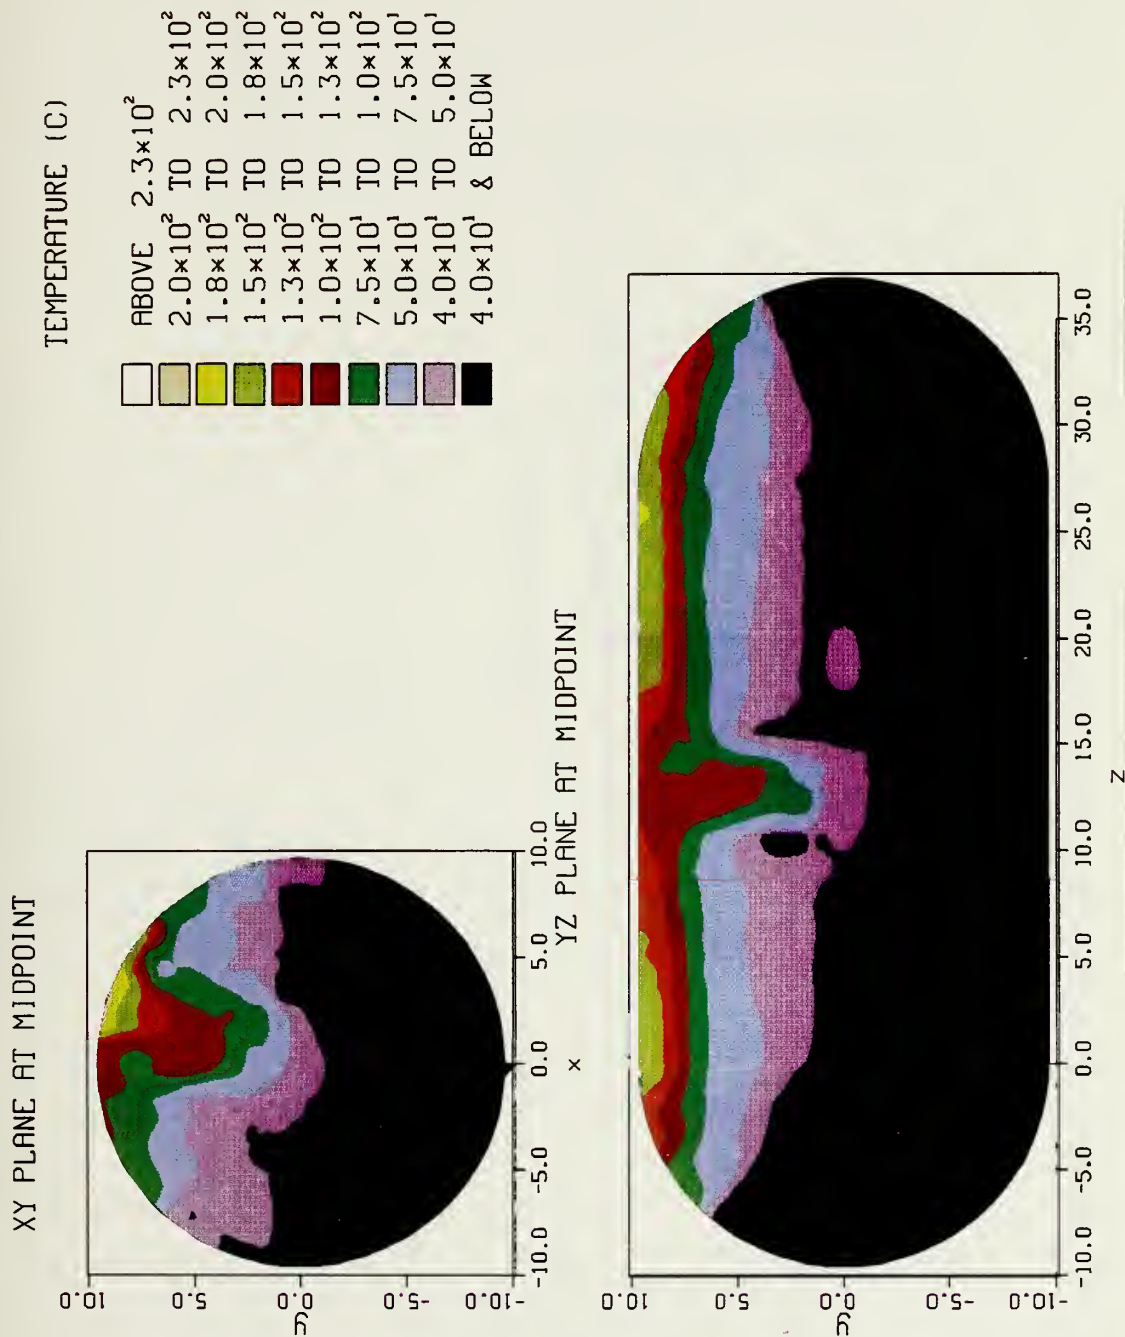 TEMPERATURE (C)
ABOVE 2.3×10²
2.0×10² TO 2.3×10²
1.8×10² TO 2.0×10²
1.5×10² TO 1.8×10²
1.3×10² TO 1.5×10²
1.0×10² TO 1.3×10²
7.5×10¹ TO 1.0×10²
5.0×10¹ TO 7.5×10¹
4.0×10¹ TO 5.0×10¹
4.0×10¹ & BELOW
XY PLANE AT MIDPOINT
10.0
5.0
0.0
-5.0
-10.0
y
-10.0
-5.0
0.0
5.0
10.0
x
YZ PLANE AT MIDPOINT
10.0
5.0
0.0
-5.0
-10.0
y
-10.0
-5.0
0.0
5.0
10.0
15.0
20.0
25.0
30.0
35.0
z